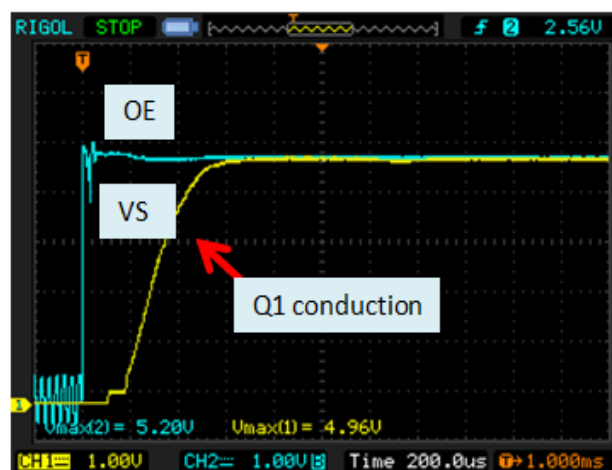 RIGOL STOP T f 2 2.56V
T
OE
VS
Q1 conduction
1
Vmax(2)= 5.20V Vmax(1)= 4.96V
CH1 1.00V CH2 1.00V B Time 200.0us T→1.000ms